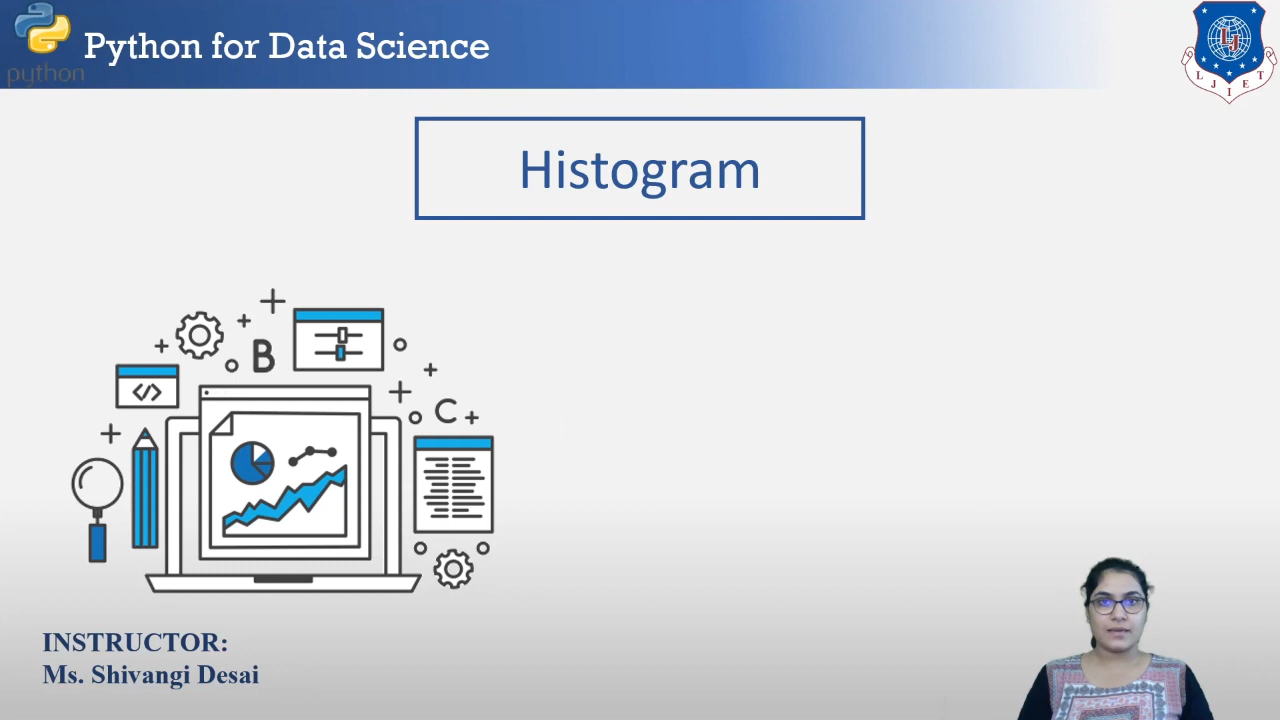 python
Python for Data Science
L J I E T
Histogram
B
</>
C
INSTRUCTOR:
Ms. Shivangi Desai